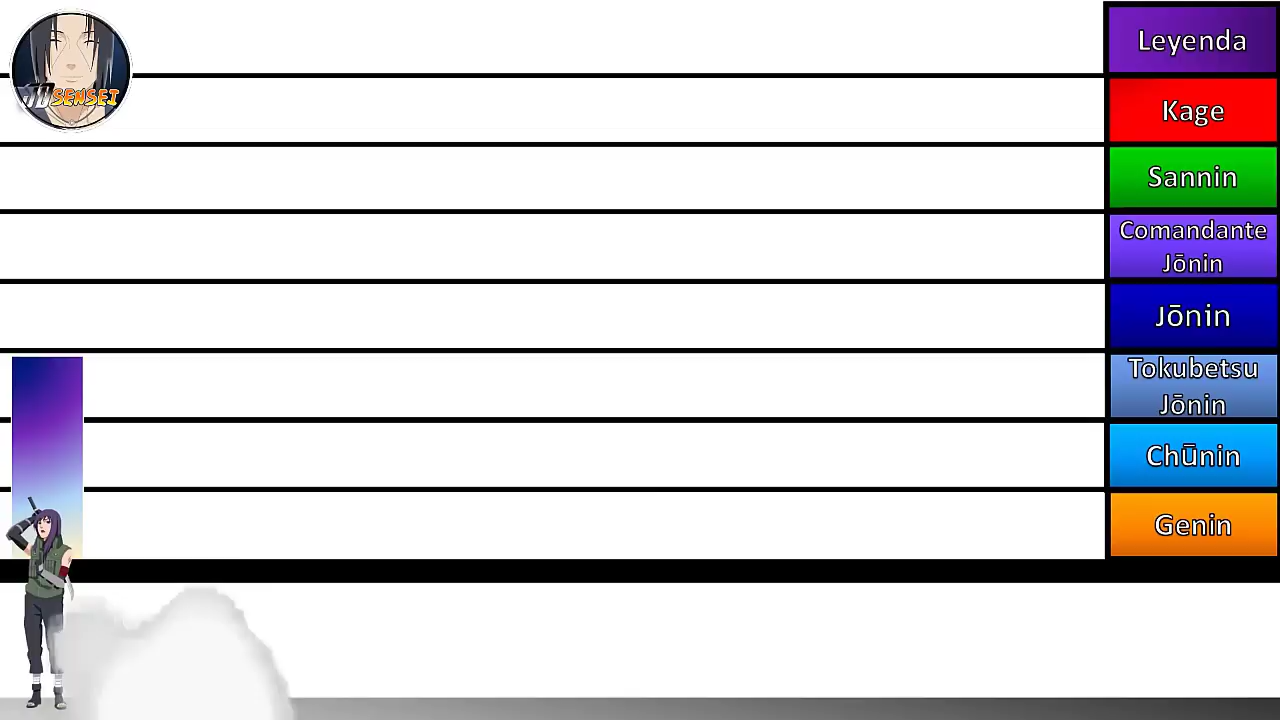 SENSEI
Leyenda
Kage
Sannin
Comandante
Jōnin
Jōnin
Tokubetsu
Jōnin
Chūnin
Genin